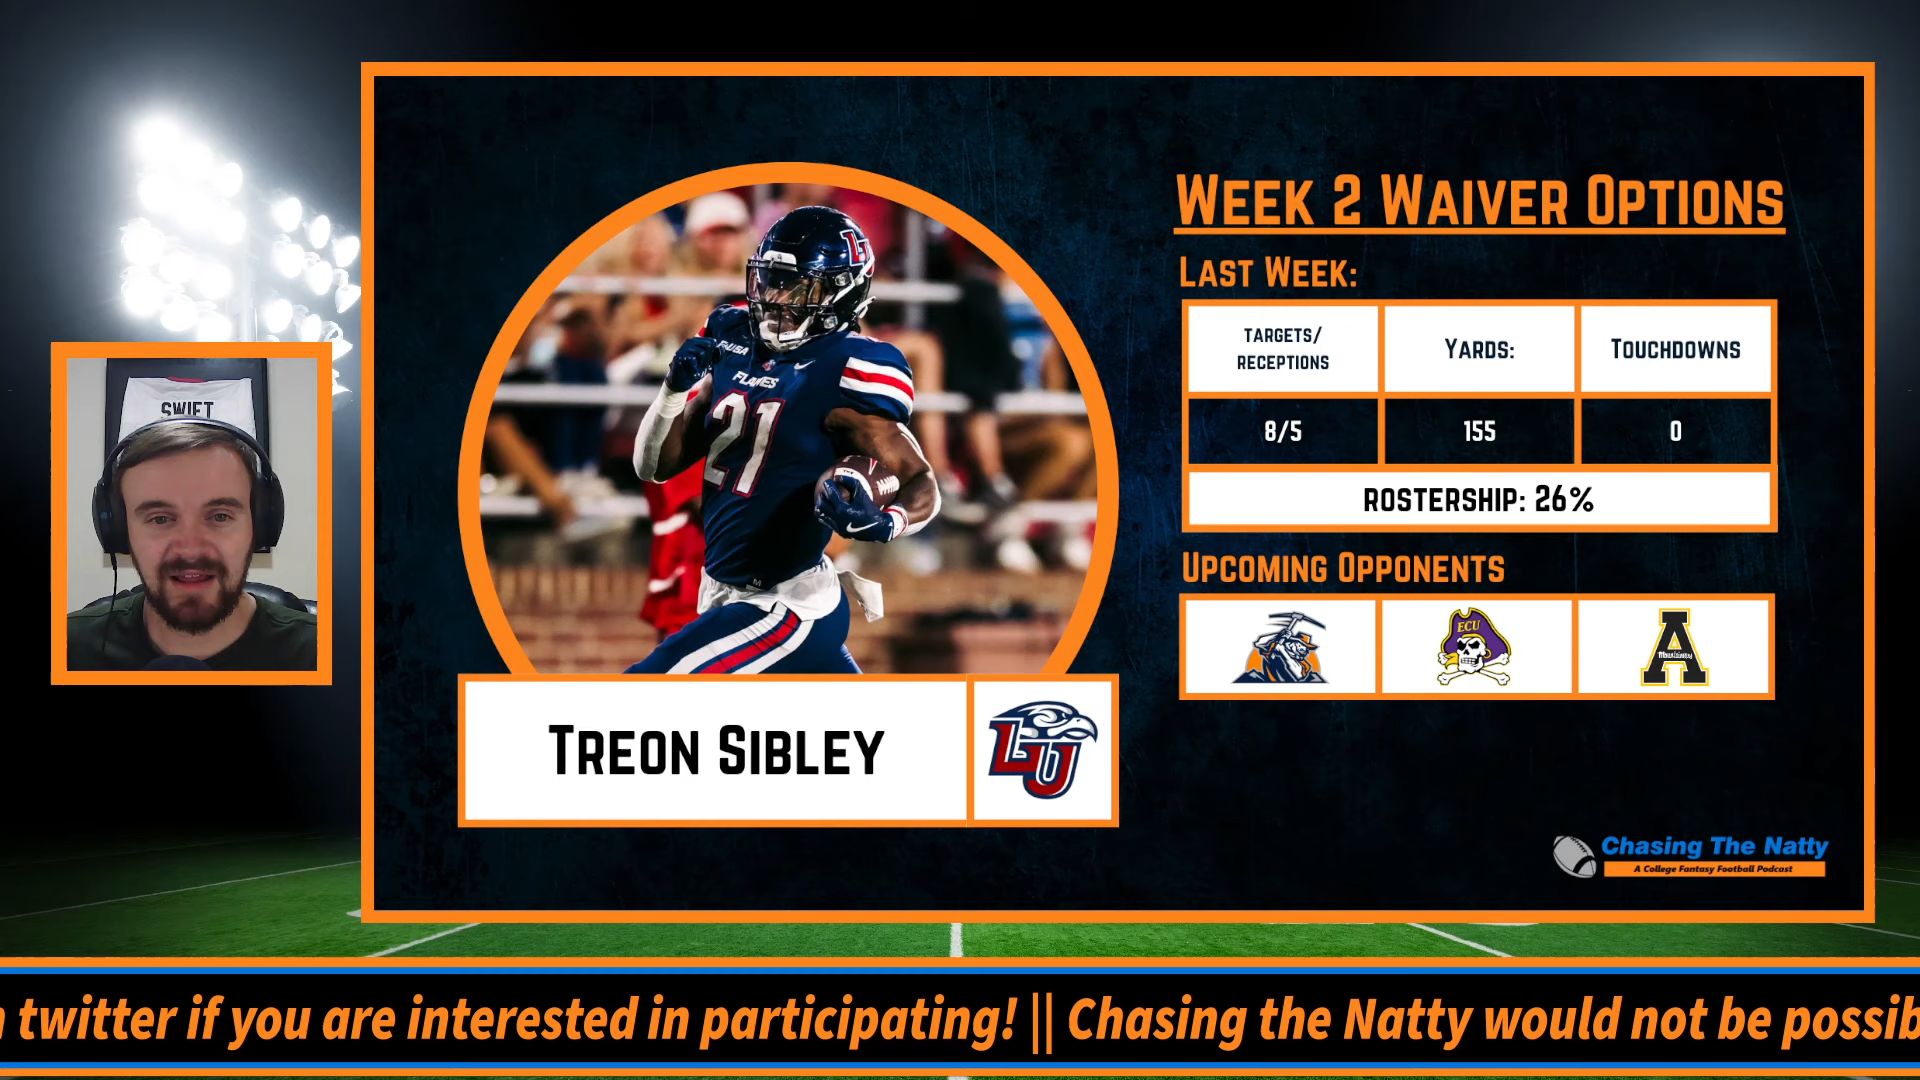 WEEK 2 WAIVER OPTIONS
LAST WEEK:
TARGETS/
RECEPTIONS
YARDS:
TOUCHDOWNS
8/5
155
0
ROSTERSHIP: 26%
UPCOMING OPPONENTS
ECU
A
SWIFT
FLAMES
21
LU
TREON SIBLEY
LU
Chasing The Natty
A College Fantasy Football Podcast
twitter if you are interested in participating! || Chasing the Natty would not be possib